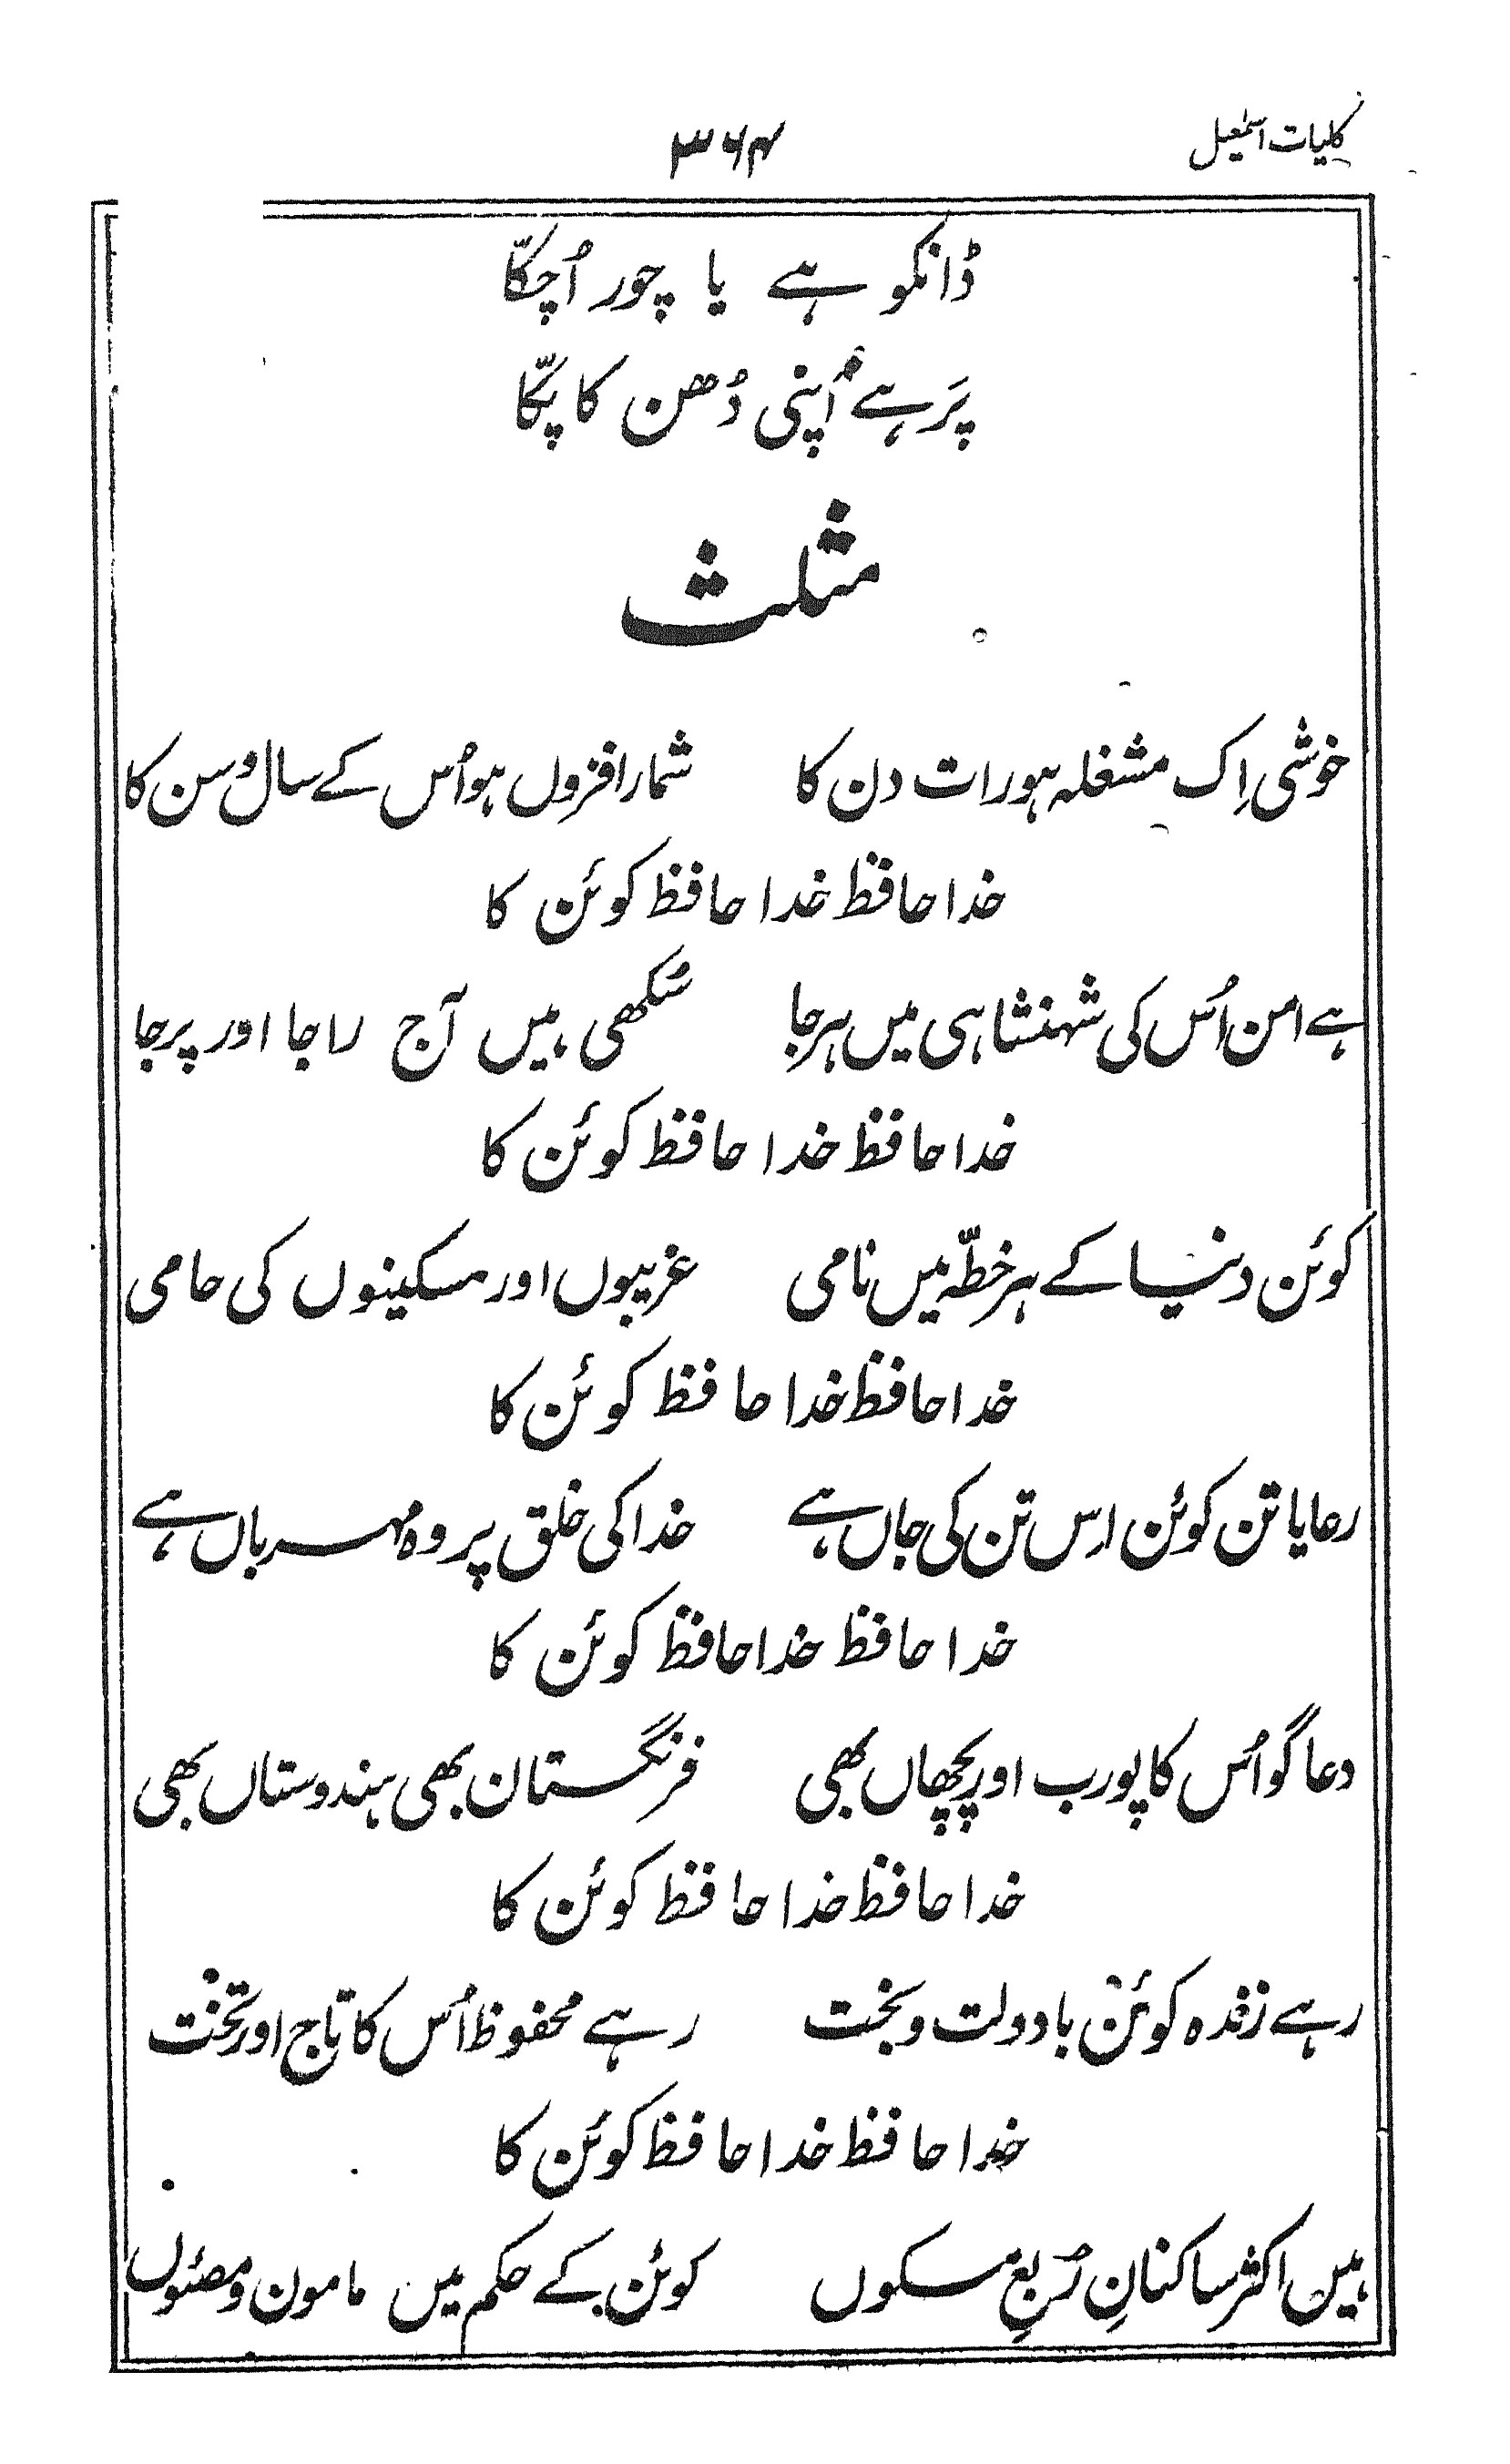 کلیات اسمٰعیل ۳۶۴
ڈانکو ہے یا چور اُچکّا
پَر ہے اَپنی دُھن کا پکّا
مثلث
خوشی اِک مشغلہ ہو رات دن کا شمار افزوں ہو اُس کے سال و سن کا
خدا حافظ خدا حافظ کوئن کا
ہے امن اُس کی شہنشاہی میں ہر جا سُکھی ہیں آج راجا اور پرجا
خدا حافظ خدا حافظ کوئن کا
کوئن دنیا کے ہر خطّہ میں نامی غریبوں اور مسکینوں کی حامی
خدا حافظ خدا حافظ کوئن کا
رعایا تن کوئن اِس تن کی جاں ہے خدا کی خلق پر وہ مہرباں ہے
خدا حافظ خدا حافظ کوئن کا
دعا گو اُس کا پورب اور پچھاں بھی فرنگستان بھی ہندوستاں بھی
خدا حافظ خدا حافظ کوئن کا
رہے زندہ کوئن با دولت و بخت رہے محفوظ اُس کا تاج اور تخت
خدا حافظ خدا حافظ کوئن کا
ہیں اکثر ساکنانِ رُبعِ مسکوں کوئن کے حکم میں مامون و مصئوں